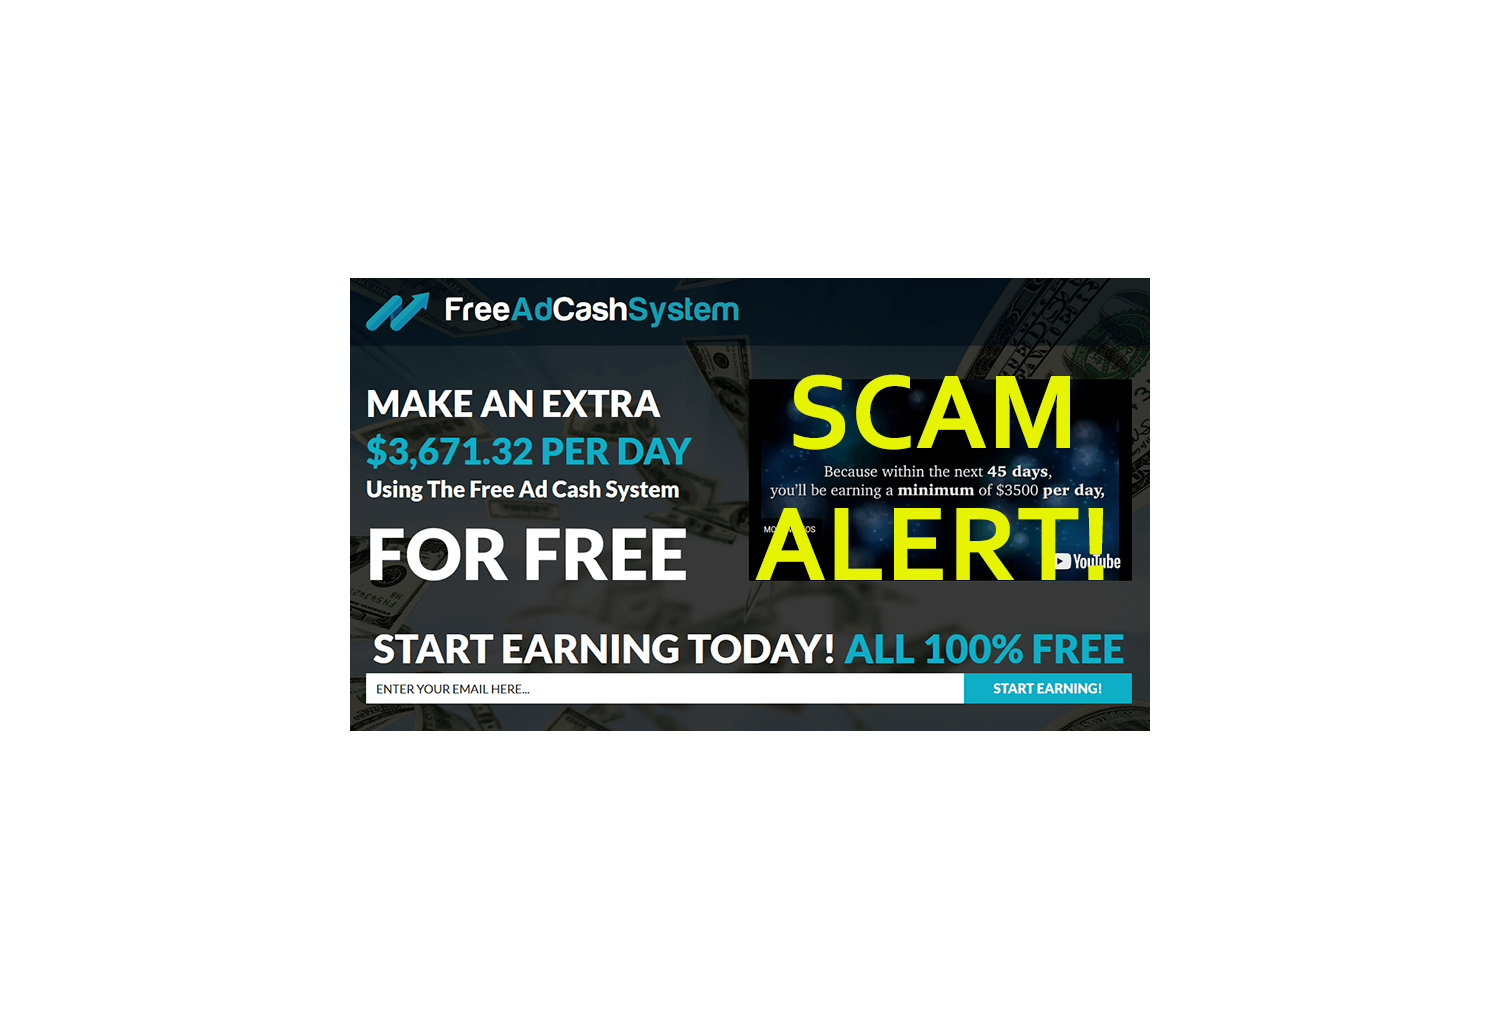 FreeAdCashSystem
MAKE AN EXTRA
$3,671.32 PER DAY
Using The Free Ad Cash System
FOR FREE
SCAM
Because within the next 45 days,
you'll be earning a minimum of $3500 per day,
ALERT!
YouTube
START EARNING TODAY! ALL 100% FREE
ENTER YOUR EMAIL HERE...
START EARNING!